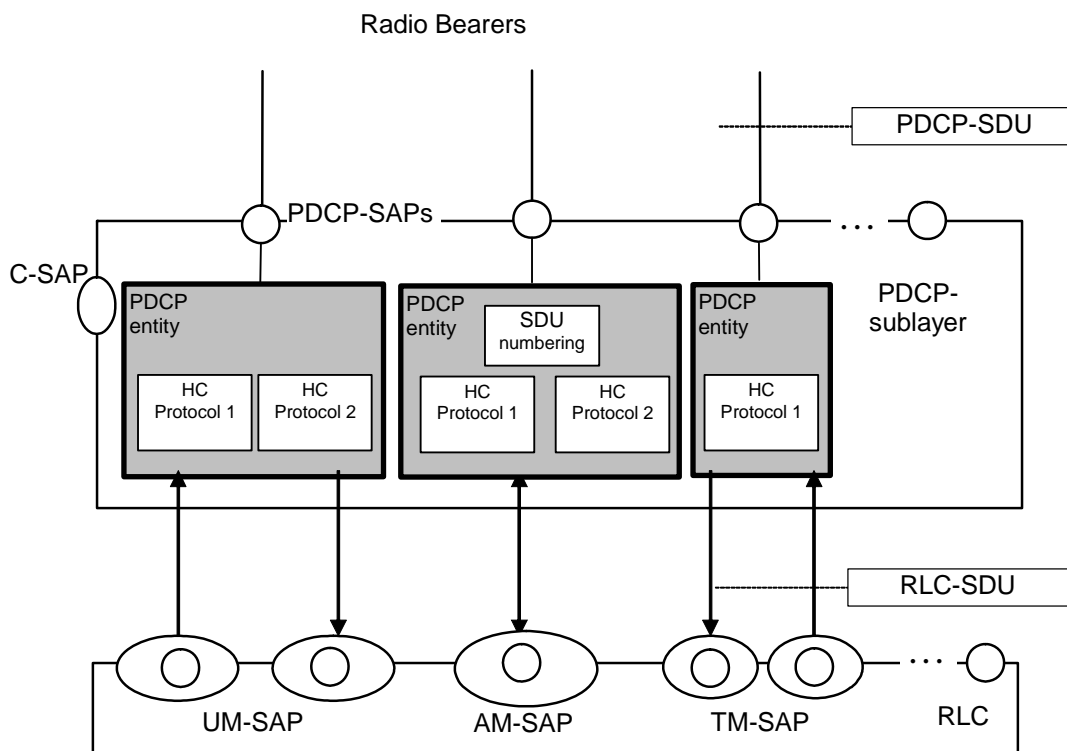 Radio Bearers
PDCP-SDU
PDCP-SAPs
...
C-SAP
PDCP
entity
HC
Protocol 1
HC
Protocol 2
PDCP
entity
SDU
numbering
HC
Protocol 1
HC
Protocol 2
PDCP
entity
HC
Protocol 1
PDCP-
sublayer
RLC-SDU
...
UM-SAP
AM-SAP
TM-SAP
RLC